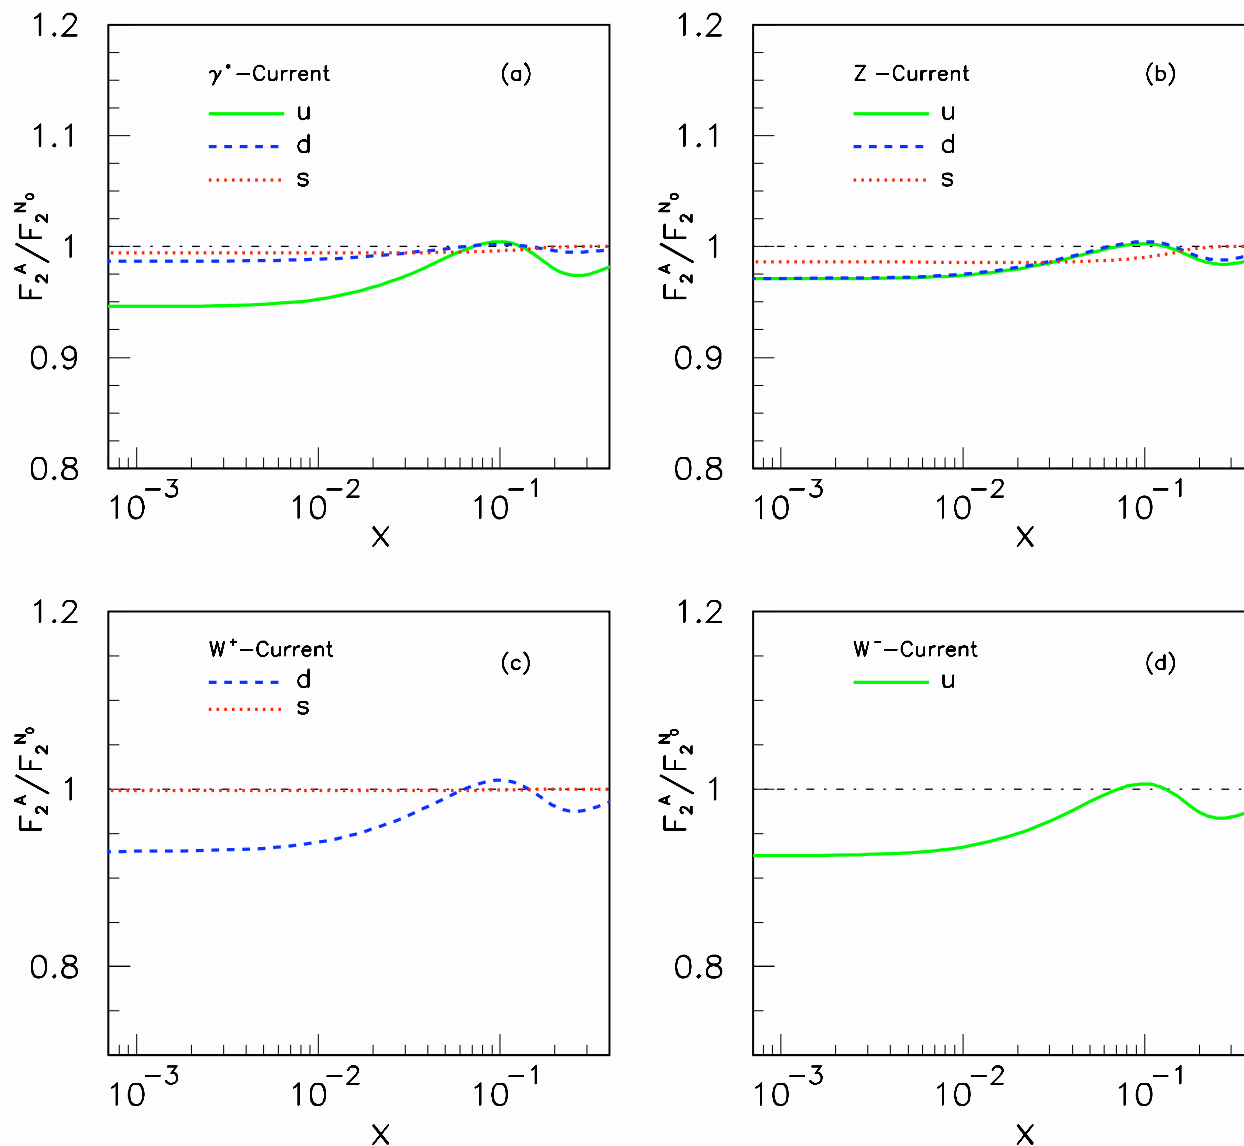 1.2
γ*-Current (a)
u
d
s
1.1
1
0.9
0.8
F₂ᴬ/F₂ᴺ⁰
10⁻³ 10⁻² 10⁻¹
X
1.2
Z -Current (b)
u
d
s
1.1
1
0.9
0.8
F₂ᴬ/F₂ᴺ⁰
10⁻³ 10⁻² 10⁻¹
X
1.2
W⁺-Current (c)
d
s
1
0.8
F₂ᴬ/F₂ᴺ⁰
10⁻³ 10⁻² 10⁻¹
X
1.2
W⁻-Current (d)
u
1
0.8
F₂ᴬ/F₂ᴺ⁰
10⁻³ 10⁻² 10⁻¹
X